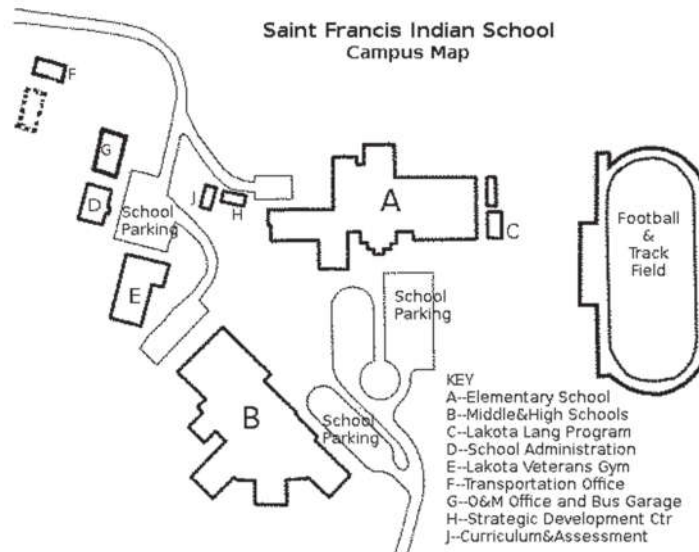 Saint Francis Indian School
Campus Map
F
G
D
School
Parking
J
H
A
C
Football
&
Track
Field
E
School
Parking
B
School
Parking
KEY
A--Elementary School
B--Middle&High Schools
C--Lakota Lang Program
D--School Administration
E--Lakota Veterans Gym
F--Transportation Office
G--O&M Office and Bus Garage
H--Strategic Development Ctr
J--Curriculum&Assessment